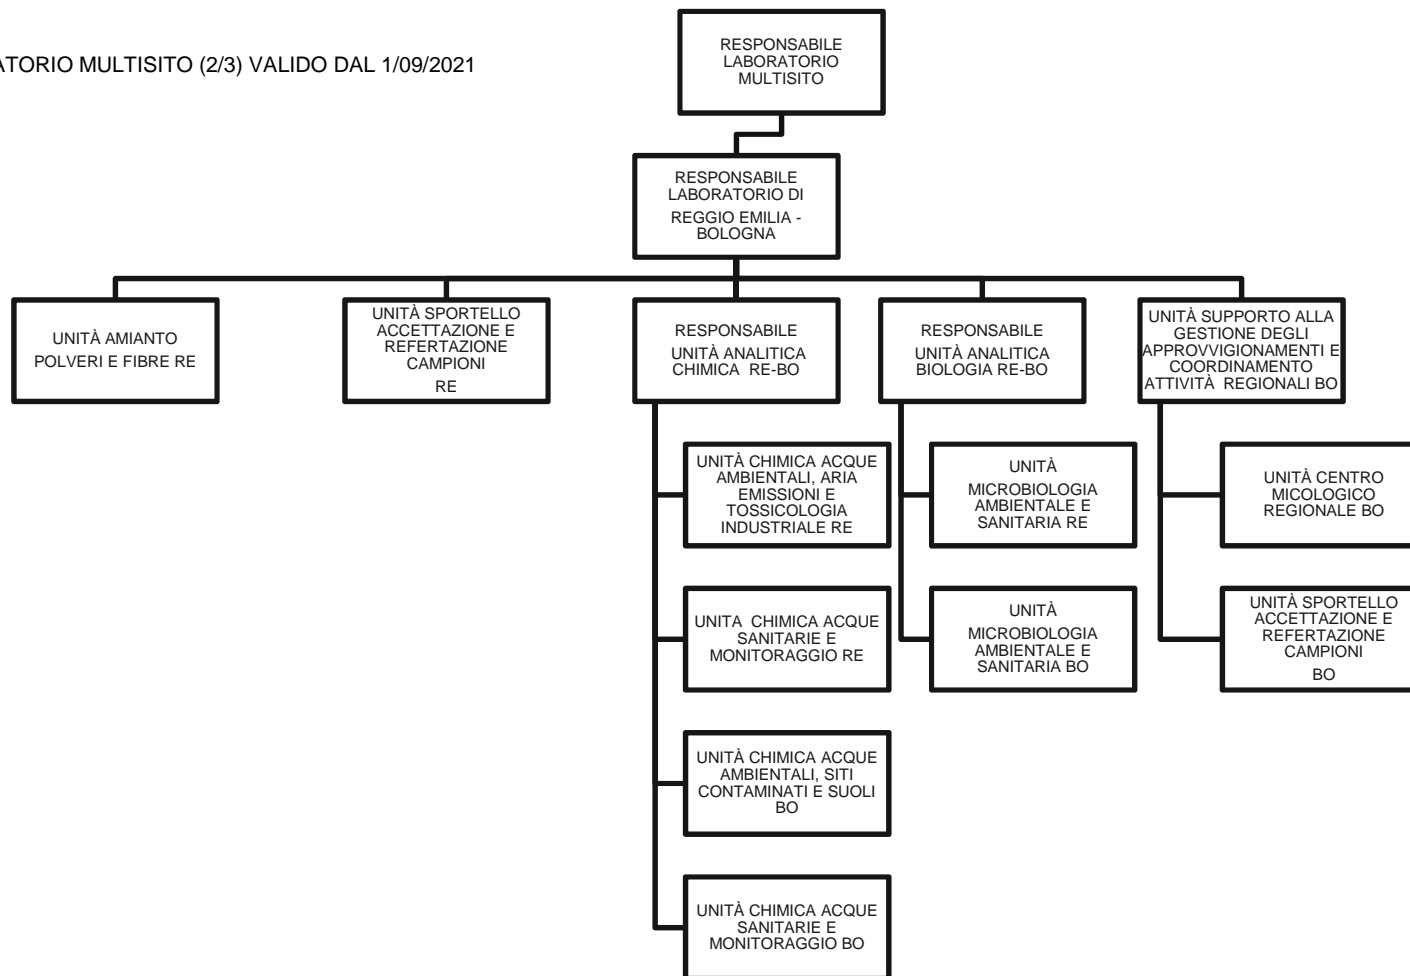 ATORIO MULTISITO (2/3) VALIDO DAL 1/09/2021
RESPONSABILE
LABORATORIO
MULTISITO
RESPONSABILE
LABORATORIO DI
REGGIO EMILIA -
BOLOGNA
UNITÀ AMIANTO
POLVERI E FIBRE RE
UNITÀ SPORTELLO
ACCETTAZIONE E
REFERTAZIONE
CAMPIONI
RE
RESPONSABILE
UNITÀ ANALITICA
CHIMICA RE-BO
RESPONSABILE
UNITÀ ANALITICA
BIOLOGIA RE-BO
UNITÀ SUPPORTO ALLA
GESTIONE DEGLI
APPROVVIGIONAMENTI E
COORDINAMENTO
ATTIVITÀ REGIONALI BO
UNITÀ CHIMICA ACQUE
AMBIENTALI, ARIA
EMISSIONI E
TOSSICOLOGIA
INDUSTRIALE RE
UNITÀ
MICROBIOLOGIA
AMBIENTALE E
SANITARIA RE
UNITÀ CENTRO
MICOLOGICO
REGIONALE BO
UNITA CHIMICA ACQUE
SANITARIE E
MONITORAGGIO RE
UNITÀ
MICROBIOLOGIA
AMBIENTALE E
SANITARIA BO
UNITÀ SPORTELLO
ACCETTAZIONE E
REFERTAZIONE
CAMPIONI
BO
UNITÀ CHIMICA ACQUE
AMBIENTALI, SITI
CONTAMINATI E SUOLI
BO
UNITÀ CHIMICA ACQUE
SANITARIE E
MONITORAGGIO BO